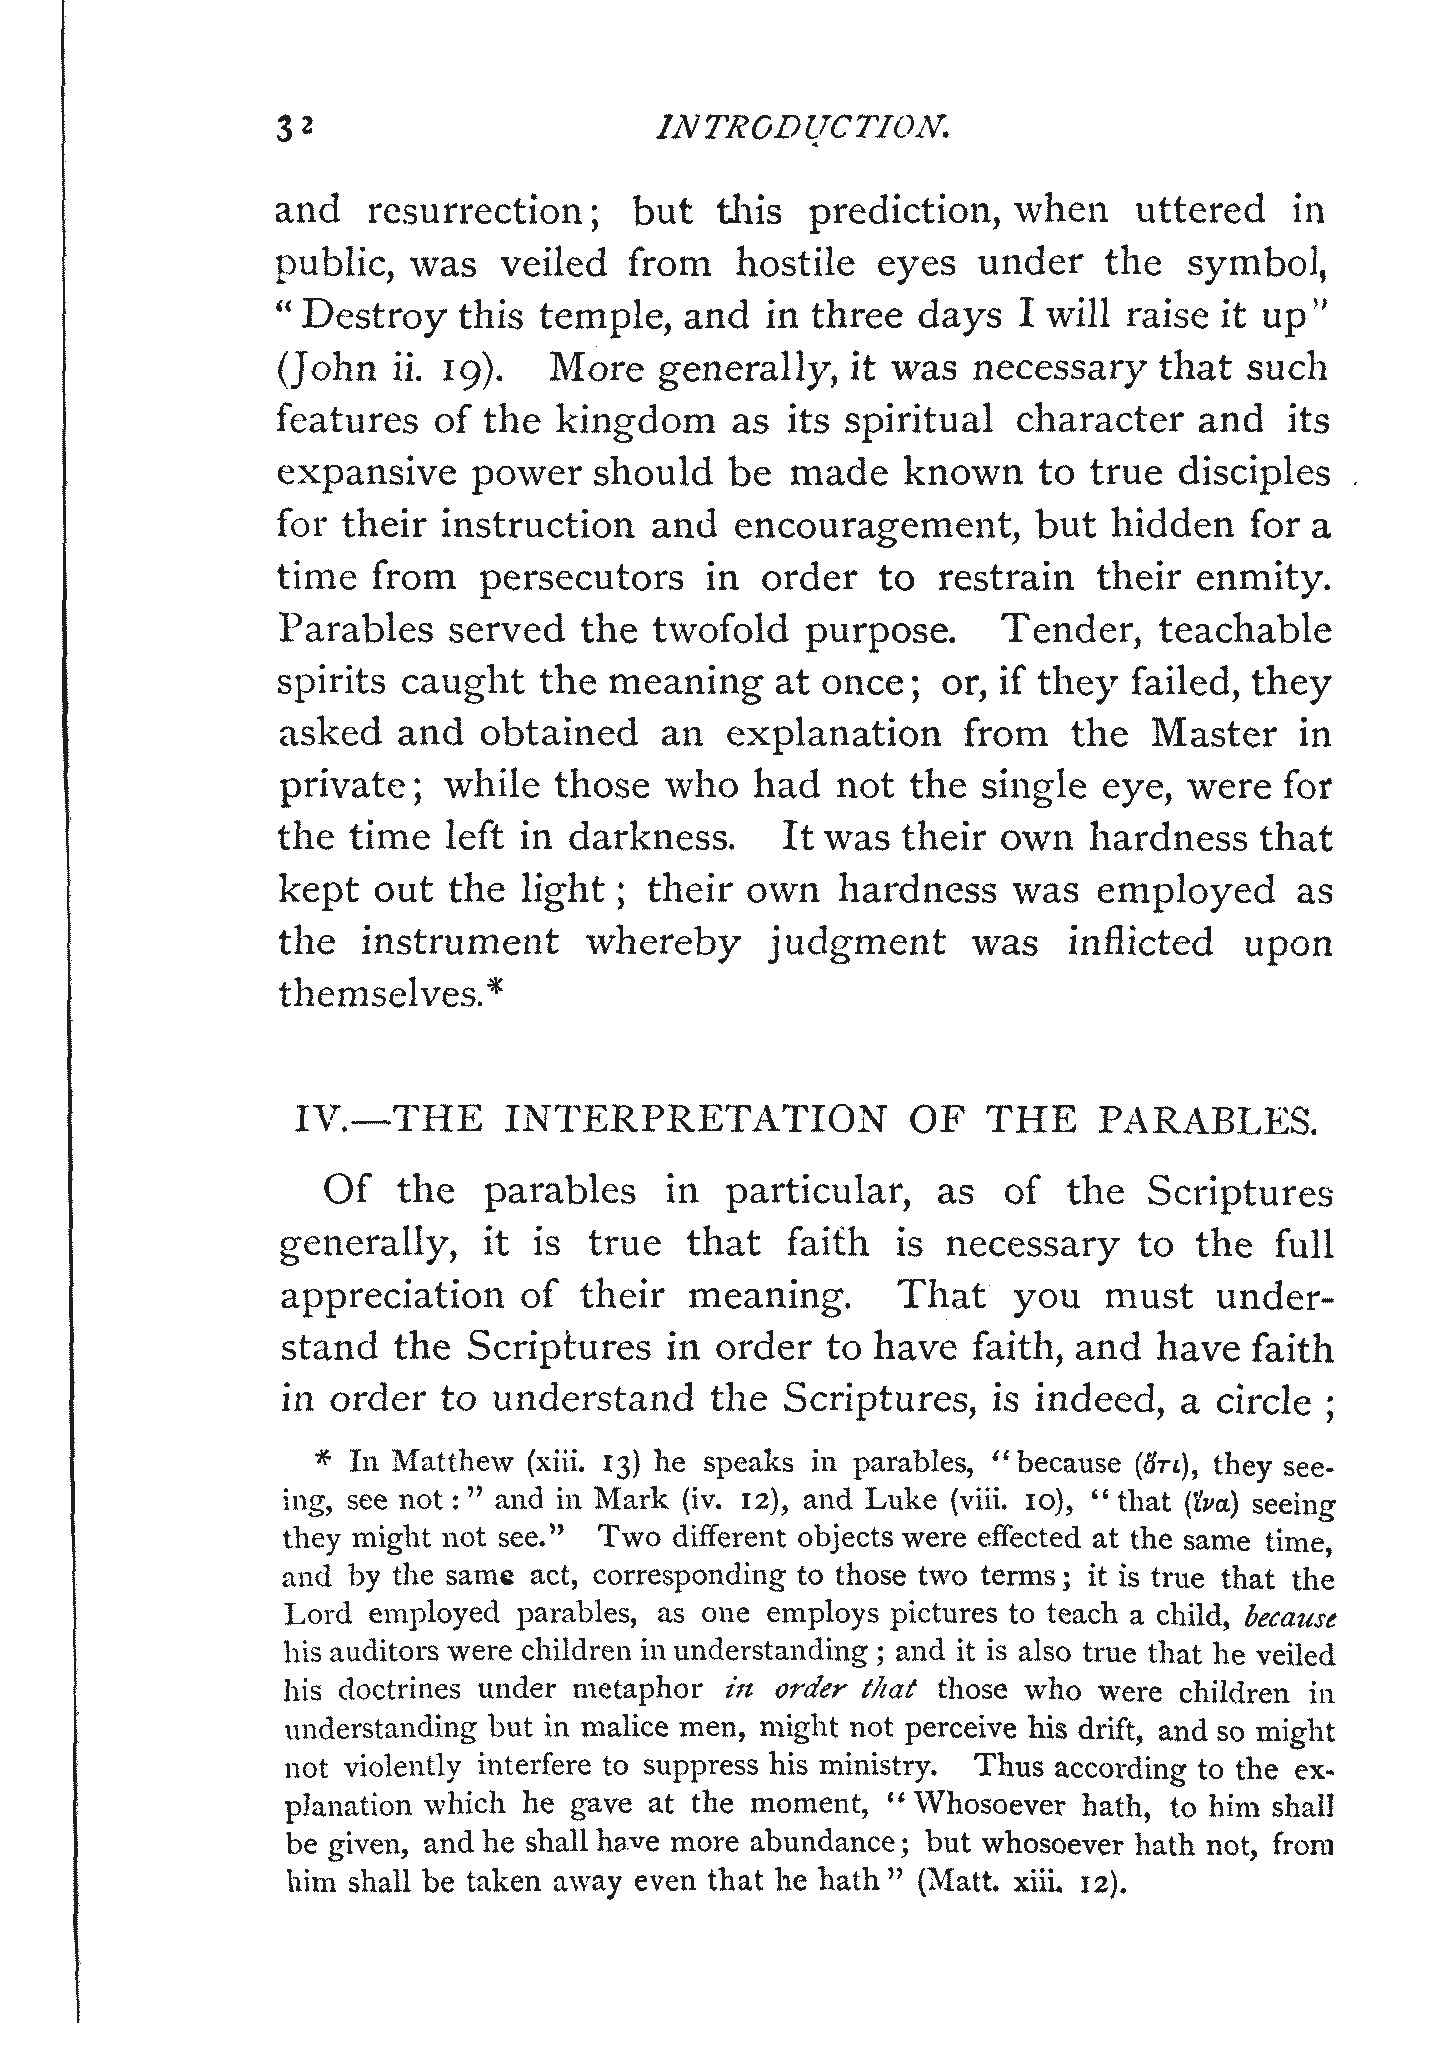 32 INTRODUCTION.
and resurrection; but this prediction, when uttered in
public, was veiled from hostile eyes under the symbol,
“Destroy this temple, and in three days I will raise it up”
(John ii. 19). More generally, it was necessary that such
features of the kingdom as its spiritual character and its
expansive power should be made known to true disciples
for their instruction and encouragement, but hidden for a
time from persecutors in order to restrain their enmity.
Parables served the twofold purpose. Tender, teachable
spirits caught the meaning at once; or, if they failed, they
asked and obtained an explanation from the Master in
private; while those who had not the single eye, were for
the time left in darkness. It was their own hardness that
kept out the light; their own hardness was employed as
the instrument whereby judgment was inflicted upon
themselves.*
IV.—THE INTERPRETATION OF THE PARABLES.
Of the parables in particular, as of the Scriptures
generally, it is true that faith is necessary to the full
appreciation of their meaning. That you must under-
stand the Scriptures in order to have faith, and have faith
in order to understand the Scriptures, is indeed, a circle;
* In Matthew (xiii. 13) he speaks in parables, “because (ὅτι), they see-
ing, see not:” and in Mark (iv. 12), and Luke (viii. 10), “that (ἵνα) seeing
they might not see.” Two different objects were effected at the same time,
and by the same act, corresponding to those two terms; it is true that the
Lord employed parables, as one employs pictures to teach a child, because
his auditors were children in understanding; and it is also true that he veiled
his doctrines under metaphor in order that those who were children in
understanding but in malice men, might not perceive his drift, and so might
not violently interfere to suppress his ministry. Thus according to the ex-
planation which he gave at the moment, “Whosoever hath, to him shall
be given, and he shall have more abundance; but whosoever hath not, from
him shall be taken away even that he hath” (Matt. xiii. 12).